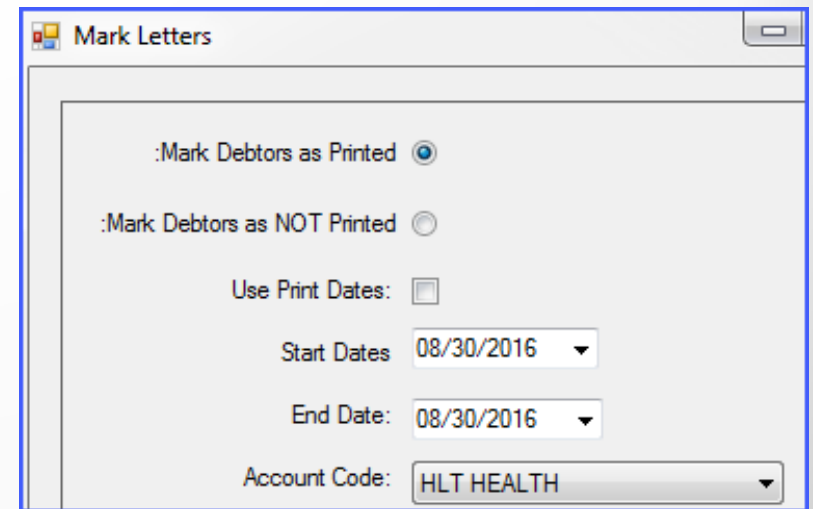 Mark Letters
:Mark Debtors as Printed
:Mark Debtors as NOT Printed
Use Print Dates:
Start Dates 08/30/2016
End Date: 08/30/2016
Account Code: HLT HEALTH